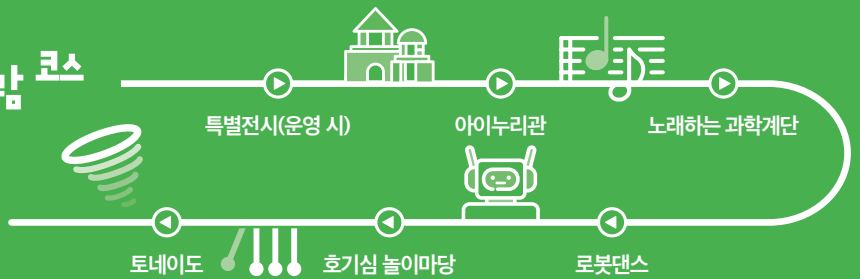 코스
특별전시(운영 시)
아이누리관
노래하는 과학계단
로봇댄스
호기심 놀이마당
토네이도